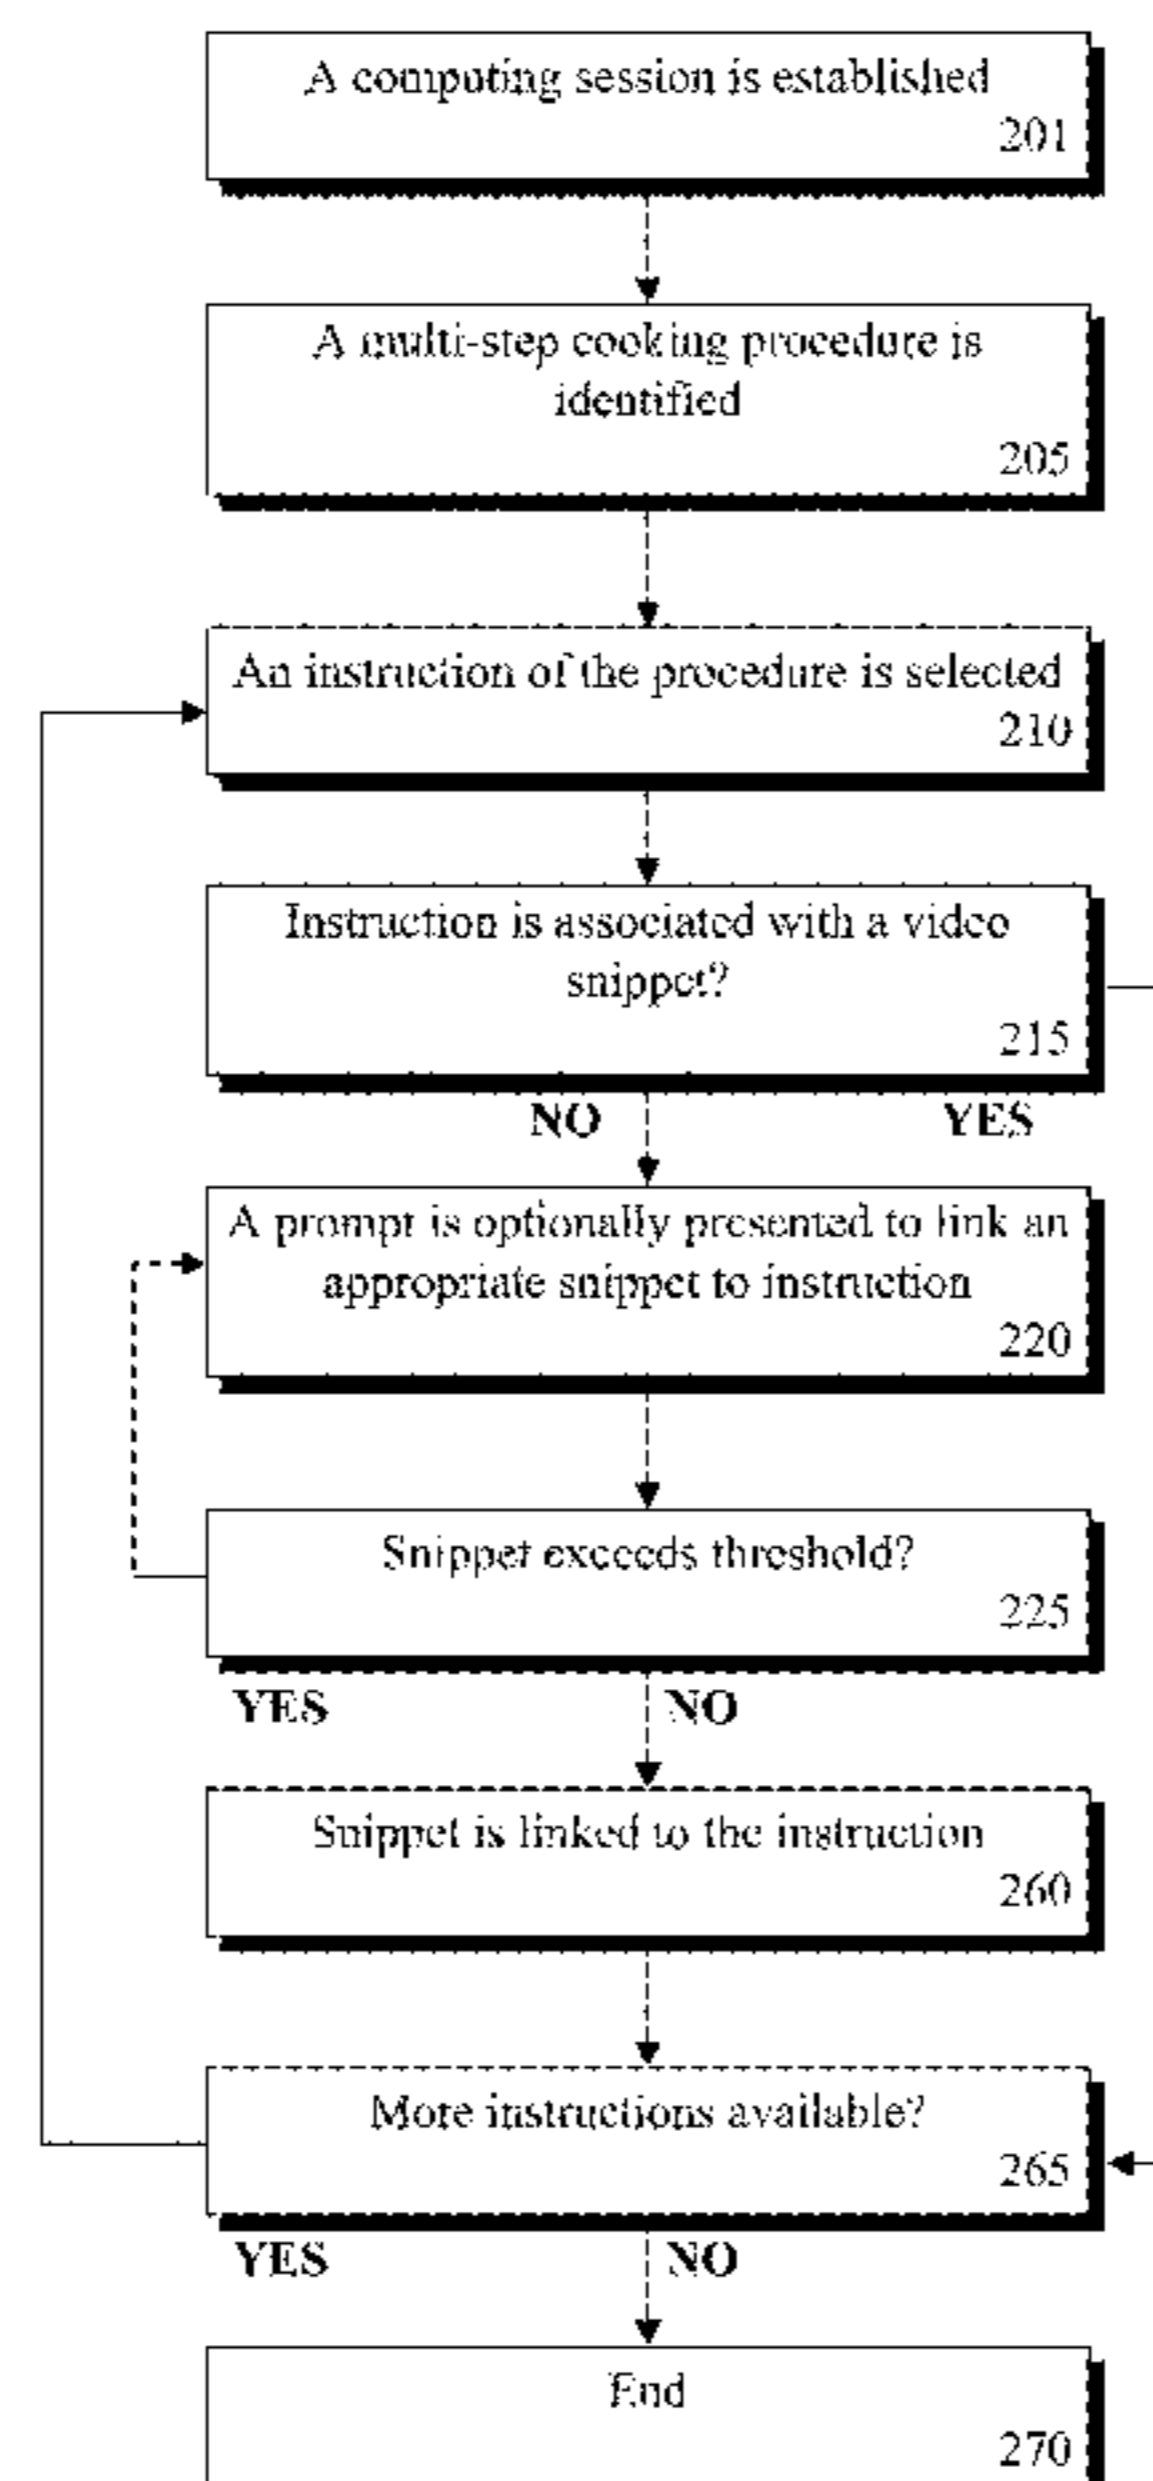 A computing session is established
201
A multi-step cooking procedure is
identified
205
An instruction of the procedure is selected
210
Instruction is associated with a video
snippet?
215
NO YES
A prompt is optionally presented to link an
appropriate snippet to instruction
220
Snippet exceeds threshold?
225
YES NO
Snippet is linked to the instruction
260
More instructions available?
265
YES NO
End
270